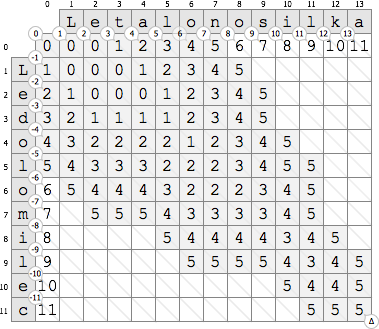 0 1 2 3 4 5 6 7 8 9 10 11 12 13
L e t a l o n o s i l k a
0 1 2 3 4 5 6 7 8 9 10 11 12 13
0 0 0 0 1 2 3 4 5 6 7 8 9 10 11
-1
1 L 1 0 0 0 1 2 3 4 5
-2
2 e 2 1 0 0 0 1 2 3 4 5
-3
3 d 3 2 1 1 1 1 2 3 4 5
-4
4 o 4 3 2 2 2 2 1 2 3 4 5
-5
5 l 5 4 3 3 3 2 2 2 3 4 5 5
-6
6 o 6 5 4 4 4 3 2 2 2 3 4 5
-7
7 m 7 5 5 5 4 3 3 3 3 4 5
-8
8 i 8 5 4 4 4 4 3 4 5
-9
9 l 9 5 5 5 5 4 3 4 5
-10
10 e 10 5 4 4 5
-11
11 c 11 5 5 5
Δ